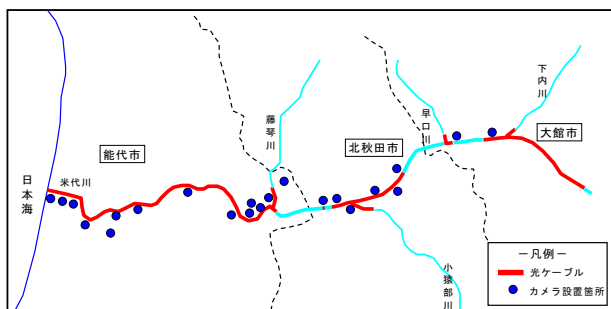 下内川
早口川
藤琴川
大館市
北秋田市
能代市
米代川
日本海
小猿部川
－凡例－
光ケーブル
カメラ設置箇所